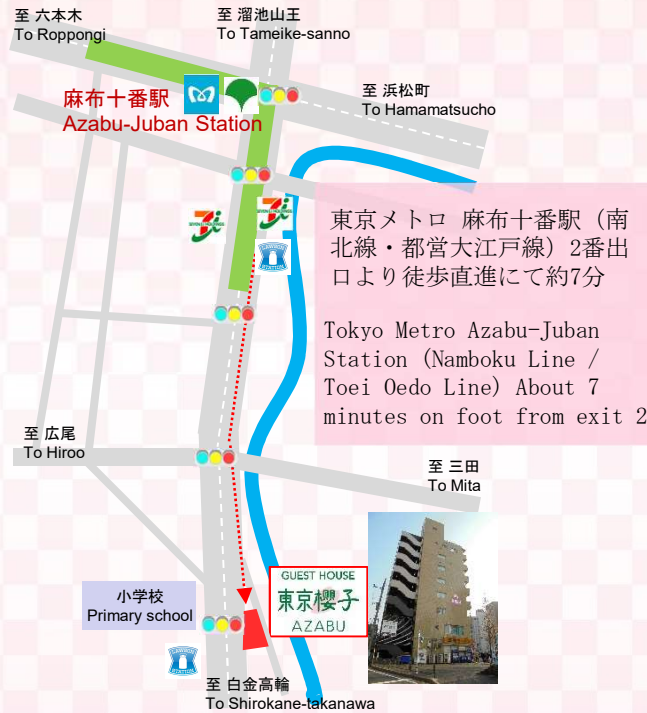 至 六本木
To Roppongi
至 溜池山王
To Tameike-sanno
至 浜松町
To Hamamatsucho
麻布十番駅
Azabu-Juban Station
東京メトロ 麻布十番駅（南
北線・都営大江戸線）2番出
口より徒歩直進にて約7分
Tokyo Metro Azabu-Juban
Station (Namboku Line /
Toei Oedo Line) About 7
minutes on foot from exit 2
至 広尾
To Hiroo
至 三田
To Mita
小学校
Primary school
GUEST HOUSE
東京櫻子
AZABU
至 白金高輪
To Shirokane-takanawa